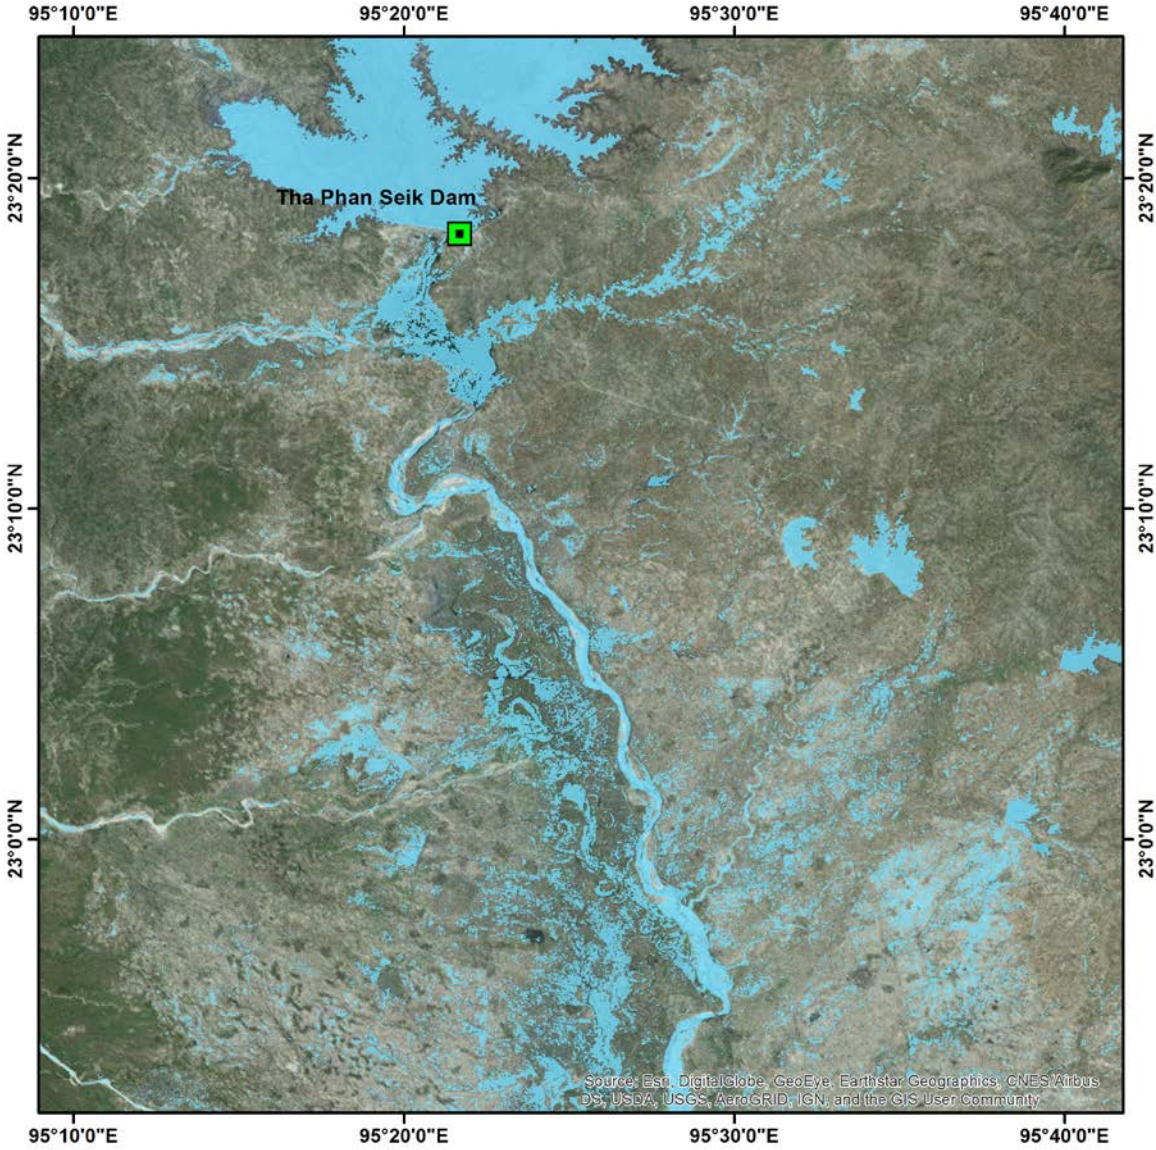 95°10'0"E 95°20'0"E 95°30'0"E 95°40'0"E
23°20'0"N 23°20'0"N
Tha Phan Seik Dam
23°10'0"N 23°10'0"N
23°0'0"N 23°0'0"N
Source: Esri, DigitalGlobe, GeoEye, Earthstar Geographics, CNES/Airbus
DS, USDA, USGS, AeroGRID, IGN, and the GIS User Community
95°10'0"E 95°20'0"E 95°30'0"E 95°40'0"E